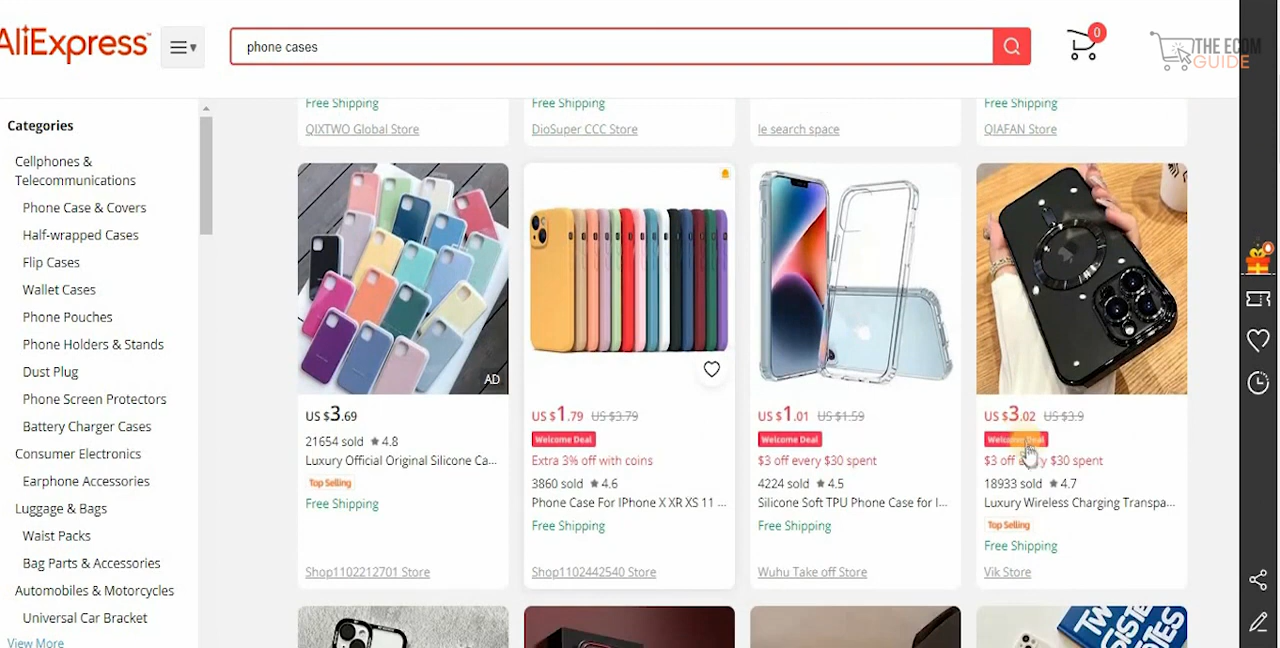 AliExpress
phone cases
0
THE ECOM
GUIDE
Categories
Cellphones &
Telecommunications
Phone Case & Covers
Half-wrapped Cases
Flip Cases
Wallet Cases
Phone Pouches
Phone Holders & Stands
Dust Plug
Phone Screen Protectors
Battery Charger Cases
Consumer Electronics
Earphone Accessories
Luggage & Bags
Waist Packs
Bag Parts & Accessories
Automobiles & Motorcycles
Universal Car Bracket
View More
Free Shipping
QIXTWO Global Store
Free Shipping
DioSuper CCC Store
le search space
Free Shipping
QIAFAN Store
AD
US $3.69
21654 sold ★ 4.8
Luxury Official Original Silicone Ca...
Top Selling
Free Shipping
Shop1102212701 Store
US $1.79 US $3.79
Welcome Deal
Extra 3% off with coins
3860 sold ★ 4.6
Phone Case For IPhone X XR XS 11 ...
Free Shipping
Shop1102442540 Store
US $1.01 US $1.59
Welcome Deal
$3 off every $30 spent
4224 sold ★ 4.5
Silicone Soft TPU Phone Case for I...
Free Shipping
Wuhu Take off Store
US $3.02 US $3.9
Welcome Deal
$3 off every $30 spent
18933 sold ★ 4.7
Luxury Wireless Charging Transpa...
Top Selling
Free Shipping
Vik Store